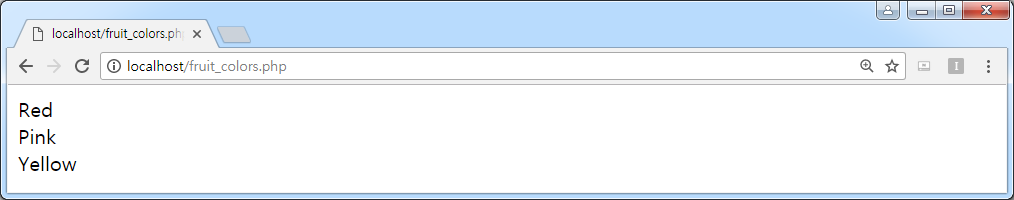 localhost/fruit_colors.ph
localhost/fruit_colors.php
I
Red
Pink
Yellow